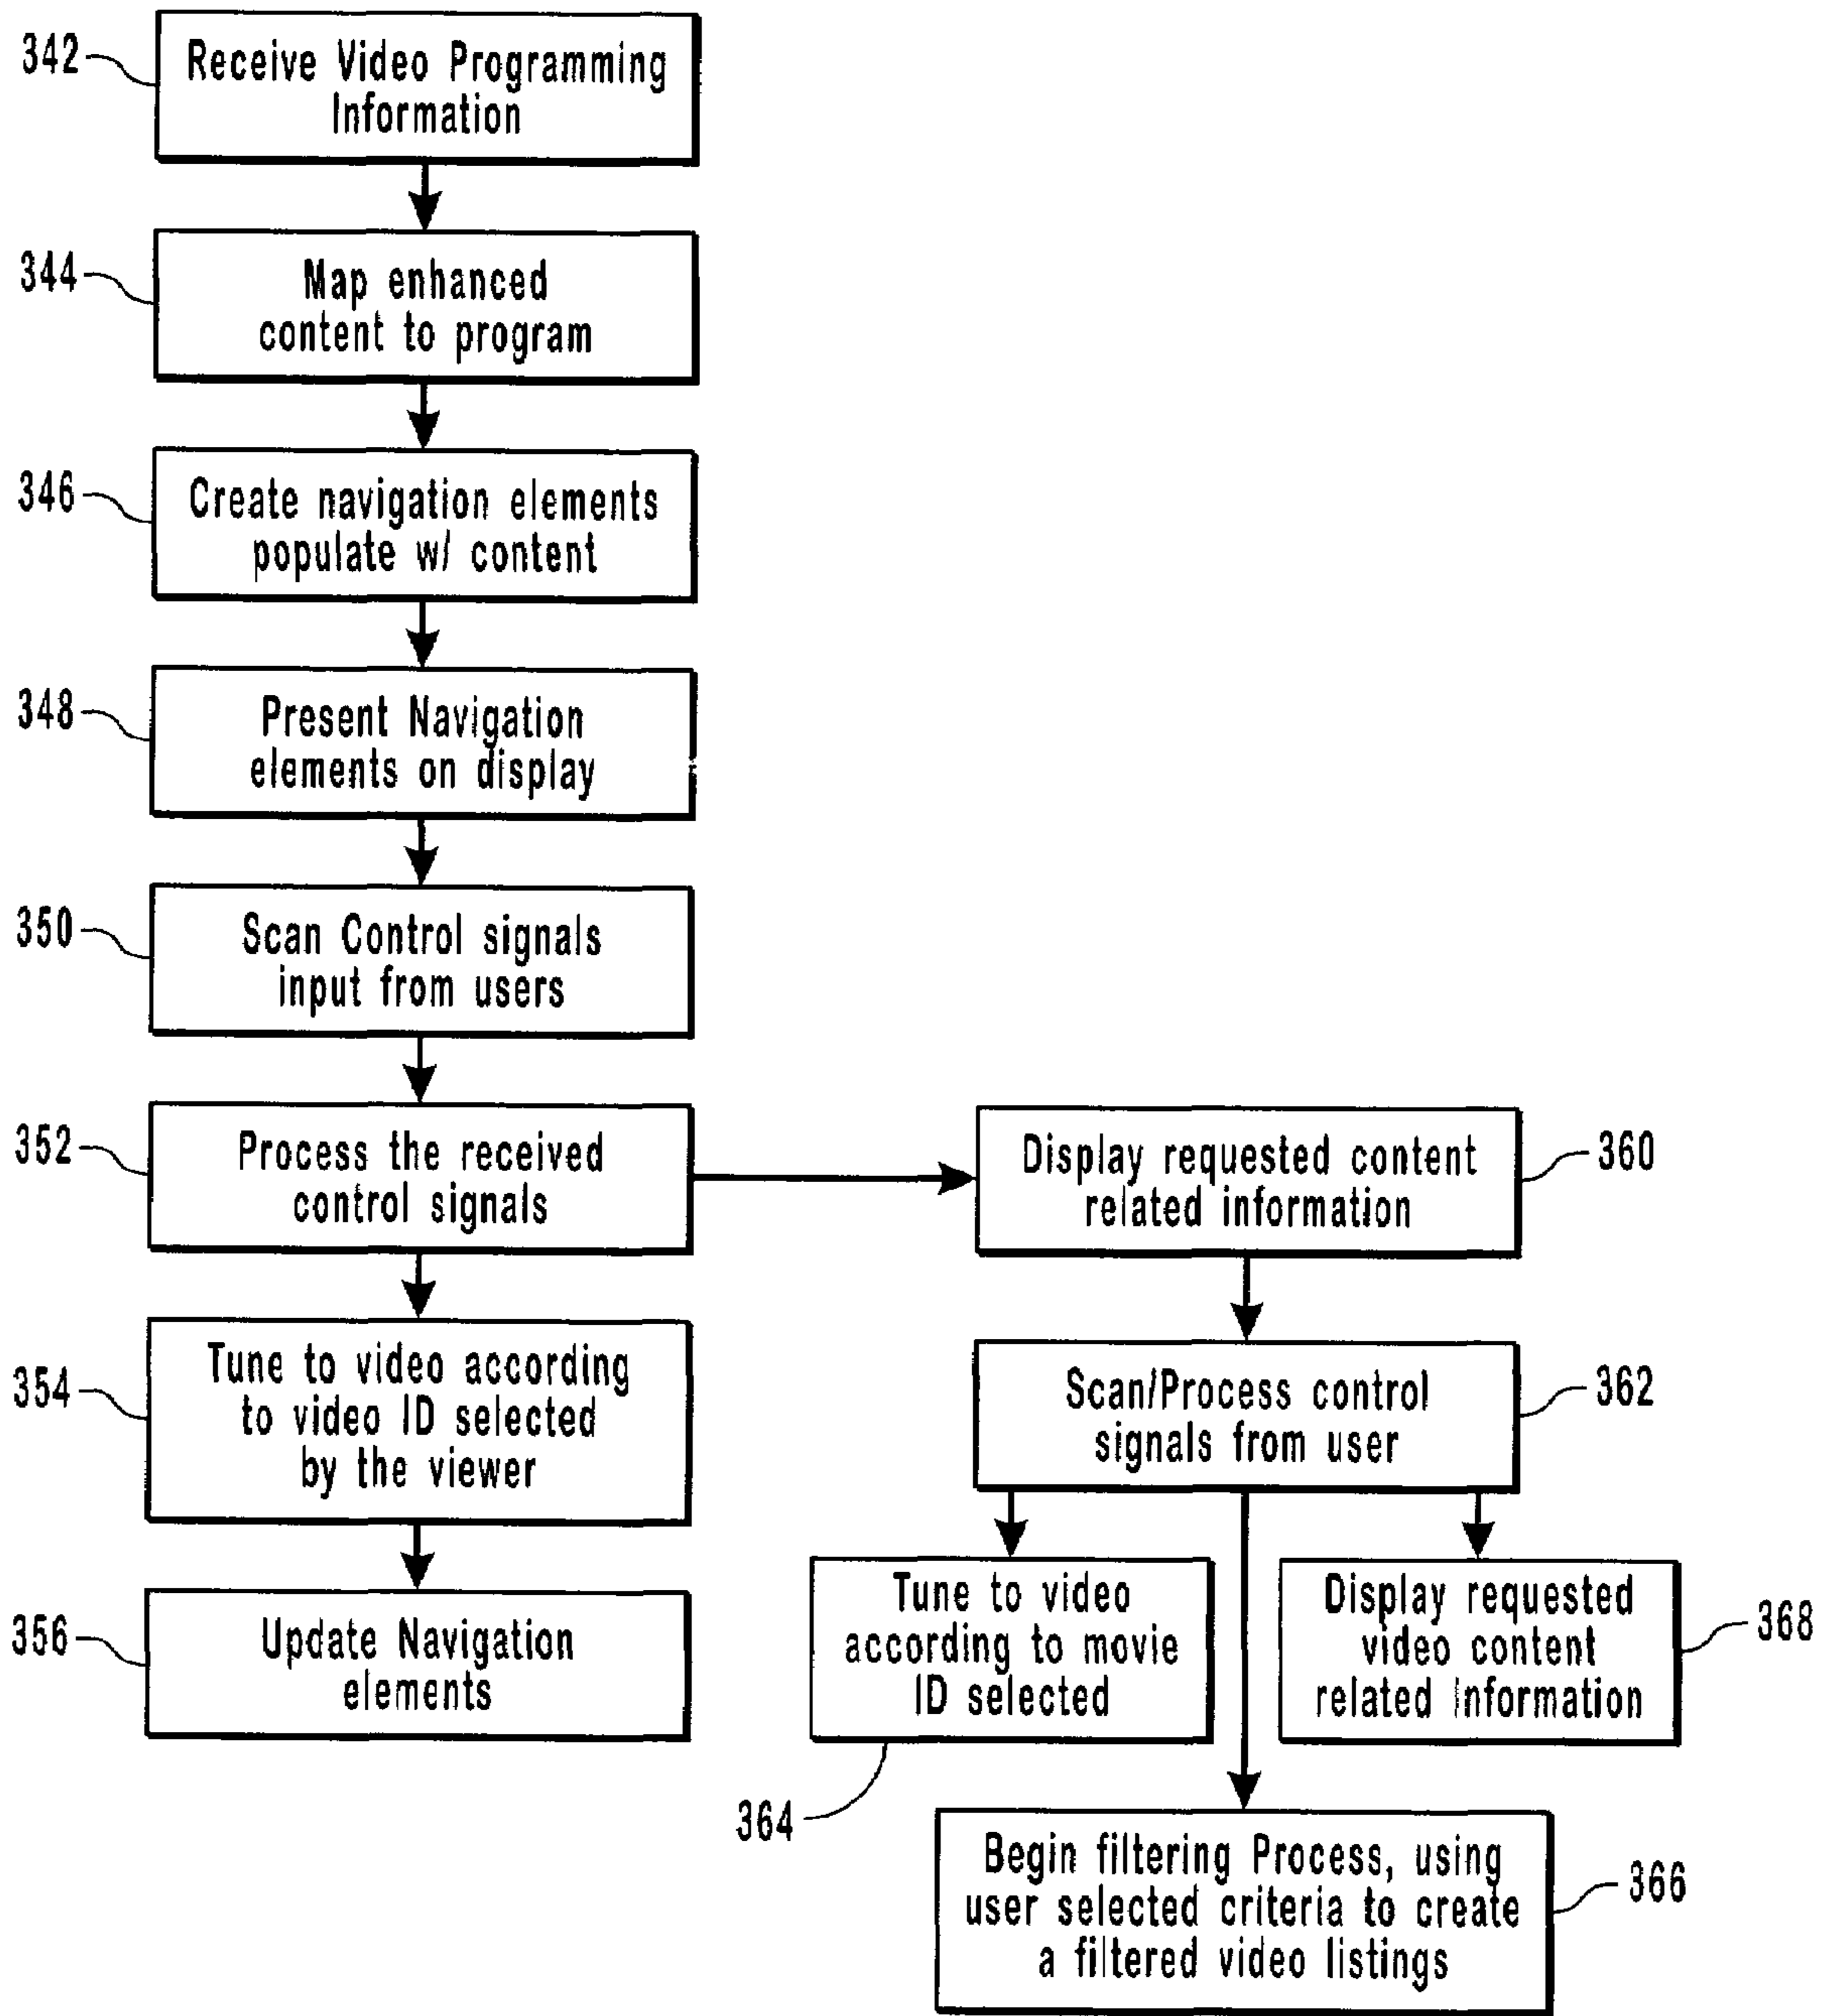 342
Receive Video Programming
Information
344
Map enhanced
content to program
346
Create navigation elements
populate w/ content
348
Present Navigation
elements on display
350
Scan Control signals
input from users
352
Process the received
control signals
354
Tune to video according
to video ID selected
by the viewer
356
Update Navigation
elements
Display requested content
related information
360
Scan/Process control
signals from user
362
Tune to video
according to movie
ID selected
364
Display requested
video content
related information
368
Begin filtering Process, using
user selected criteria to create
a filtered video listings
366